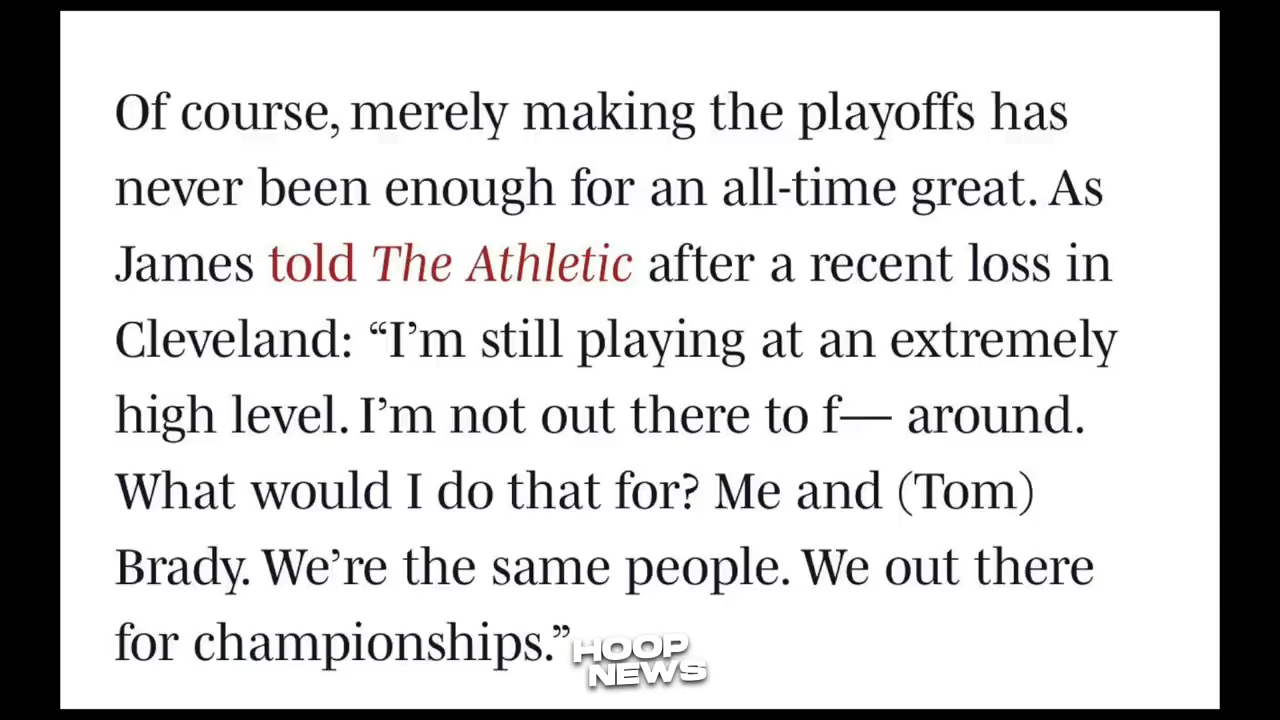 Of course, merely making the playoffs has
never been enough for an all-time great. As
James told The Athletic after a recent loss in
Cleveland: “I’m still playing at an extremely
high level. I’m not out there to f— around.
What would I do that for? Me and (Tom)
Brady. We’re the same people. We out there
for championships.”
HOOP
NEWS